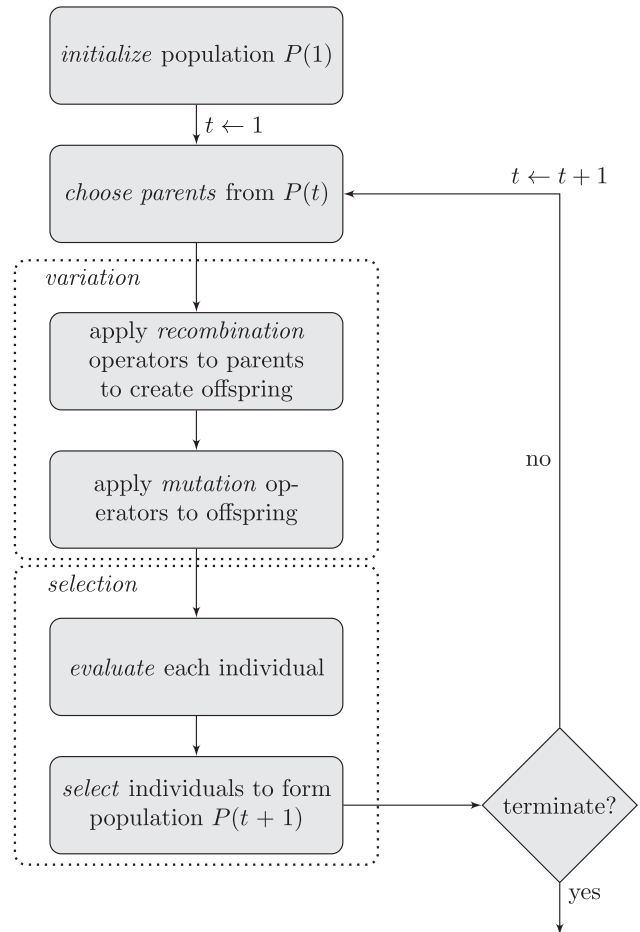 initialize population P(1)
t ← 1
choose parents from P(t)
t ← t + 1
variation
apply recombination
operators to parents
to create offspring
apply mutation op-
erators to offspring
no
selection
evaluate each individual
select individuals to form
population P(t + 1)
terminate?
yes